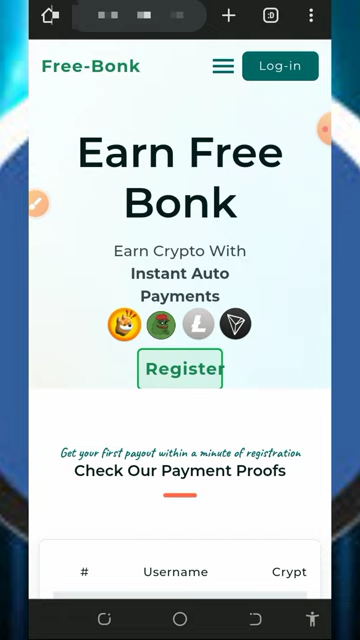 :D
Free-Bonk
Log-in
Earn Free
Bonk
Earn Crypto With
Instant Auto
Payments
Register
Get your first payout within a minute of registration
Check Our Payment Proofs
# Username Crypt